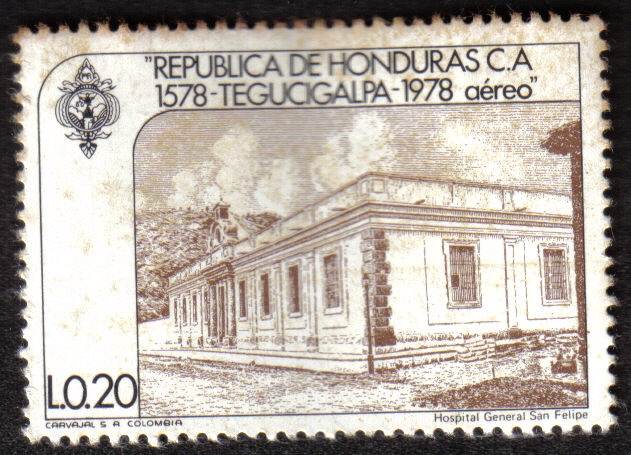 "REPUBLICA DE HONDURAS C.A
1578-TEGUCIGALPA-1978 aéreo"
L.0.20
Hospital General San Felipe
CARVAJAL S A COLOMBIA